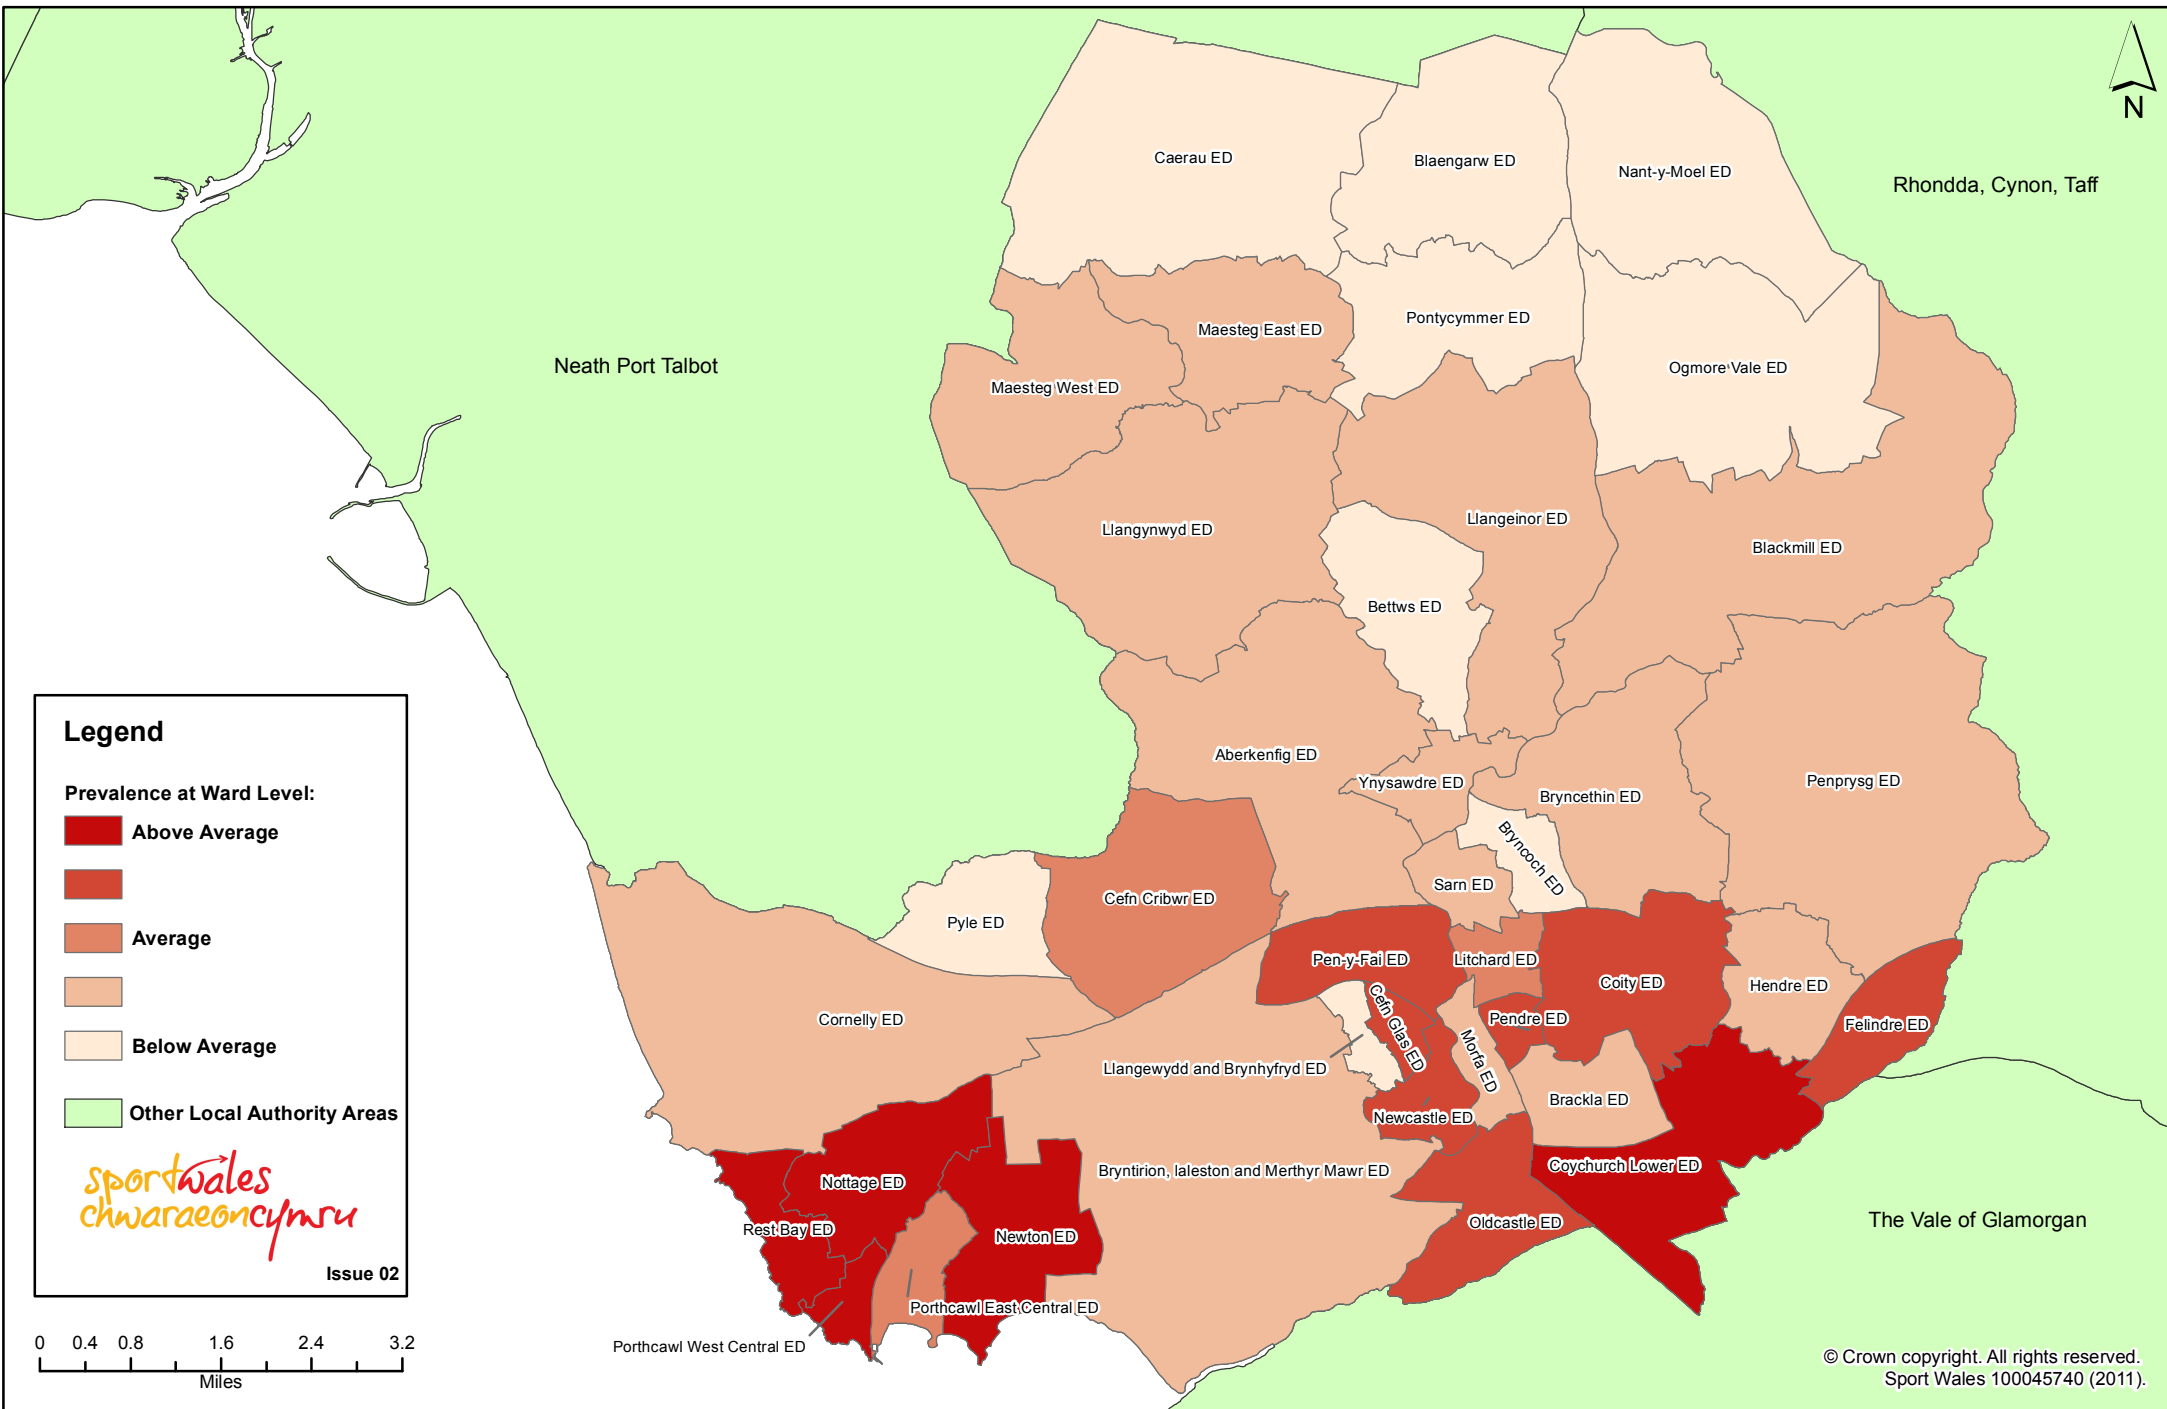 N
Caerau ED
Blaengarw ED
Nant-y-Moel ED
Rhondda, Cynon, Taff
Maesteg East ED
Pontycymmer ED
Neath Port Talbot
Ogmore Vale ED
Maesteg West ED
Llangeinor ED
Llangynwyd ED
Blackmill ED
Bettws ED
Aberkenfig ED
Ynysawdre ED
Penprysg ED
Bryncethin ED
Bryncoch ED
Sarn ED
Cefn Cribwr ED
Pyle ED
Pen-y-Fai ED
Litchard ED
Coity ED
Hendre ED
Cornelly ED
Cefn Glas ED
Pendre ED
Felindre ED
Morfa ED
Llangewydd and Brynhyfryd ED
Brackla ED
Newcastle ED
Bryntirion, laleston and Merthyr Mawr ED
Coychurch Lower ED
Nottage ED
Rest Bay ED
Newton ED
Oldcastle ED
The Vale of Glamorgan
Porthcawl East Central ED
Porthcawl West Central ED
Legend
Prevalence at Ward Level:
Above Average
Average
Below Average
Other Local Authority Areas
sportwales
chwaraeoncymru
Issue 02
0 0.4 0.8 1.6 2.4 3.2
Miles
© Crown copyright. All rights reserved.
Sport Wales 100045740 (2011).